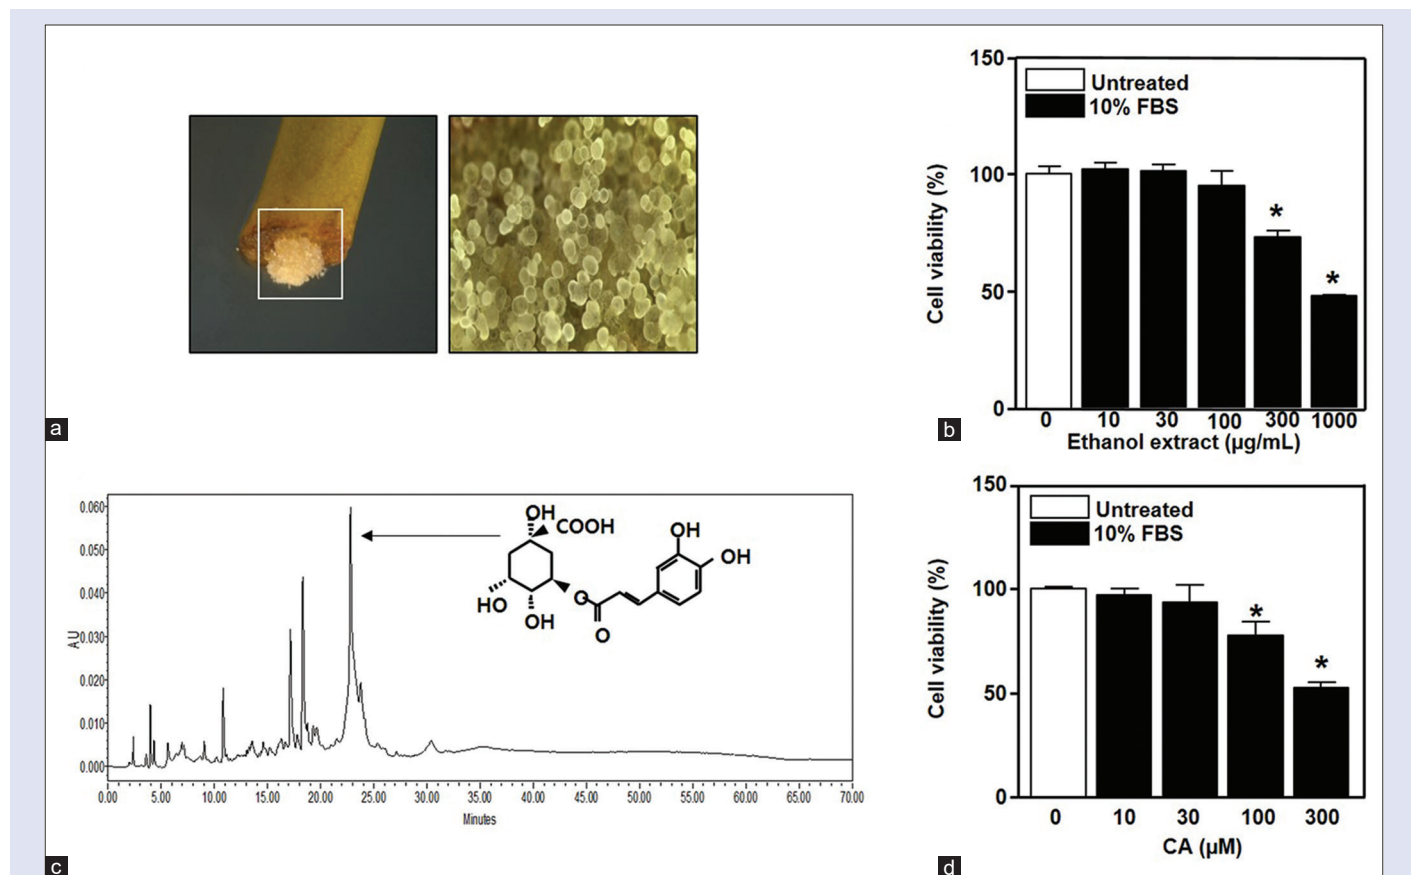 a
150
Untreated
10% FBS
100
50
0
Cell viability (%)
*
*
0 10 30 100 300 1000
Ethanol extract (µg/mL)
b
0.060
0.050
0.040
0.030
0.020
0.010
0.000
AU
OH
COOH
HO
OH
O
O
OH
OH
0.00 5.00 10.00 15.00 20.00 25.00 30.00 35.00 40.00 45.00 50.00 55.00 60.00 65.00 70.00
Minutes
c
150
Untreated
10% FBS
100
50
0
Cell viability (%)
*
*
0 10 30 100 300
CA (µM)
d